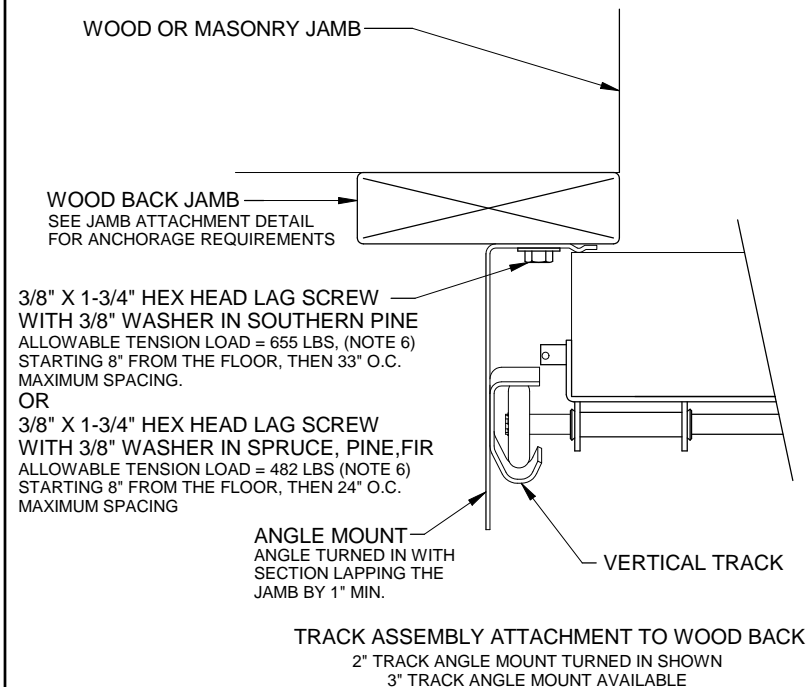 WOOD OR MASONRY JAMB
WOOD BACK JAMB
SEE JAMB ATTACHMENT DETAIL
FOR ANCHORAGE REQUIREMENTS
3/8" X 1-3/4" HEX HEAD LAG SCREW
WITH 3/8" WASHER IN SOUTHERN PINE
ALLOWABLE TENSION LOAD = 655 LBS, (NOTE 6)
STARTING 8" FROM THE FLOOR, THEN 33" O.C.
MAXIMUM SPACING.
OR
3/8" X 1-3/4" HEX HEAD LAG SCREW
WITH 3/8" WASHER IN SPRUCE, PINE,FIR
ALLOWABLE TENSION LOAD = 482 LBS (NOTE 6)
STARTING 8" FROM THE FLOOR, THEN 24" O.C.
MAXIMUM SPACING
ANGLE MOUNT
ANGLE TURNED IN WITH
SECTION LAPPING THE
JAMB BY 1" MIN.
VERTICAL TRACK
TRACK ASSEMBLY ATTACHMENT TO WOOD BACK
2" TRACK ANGLE MOUNT TURNED IN SHOWN
3" TRACK ANGLE MOUNT AVAILABLE